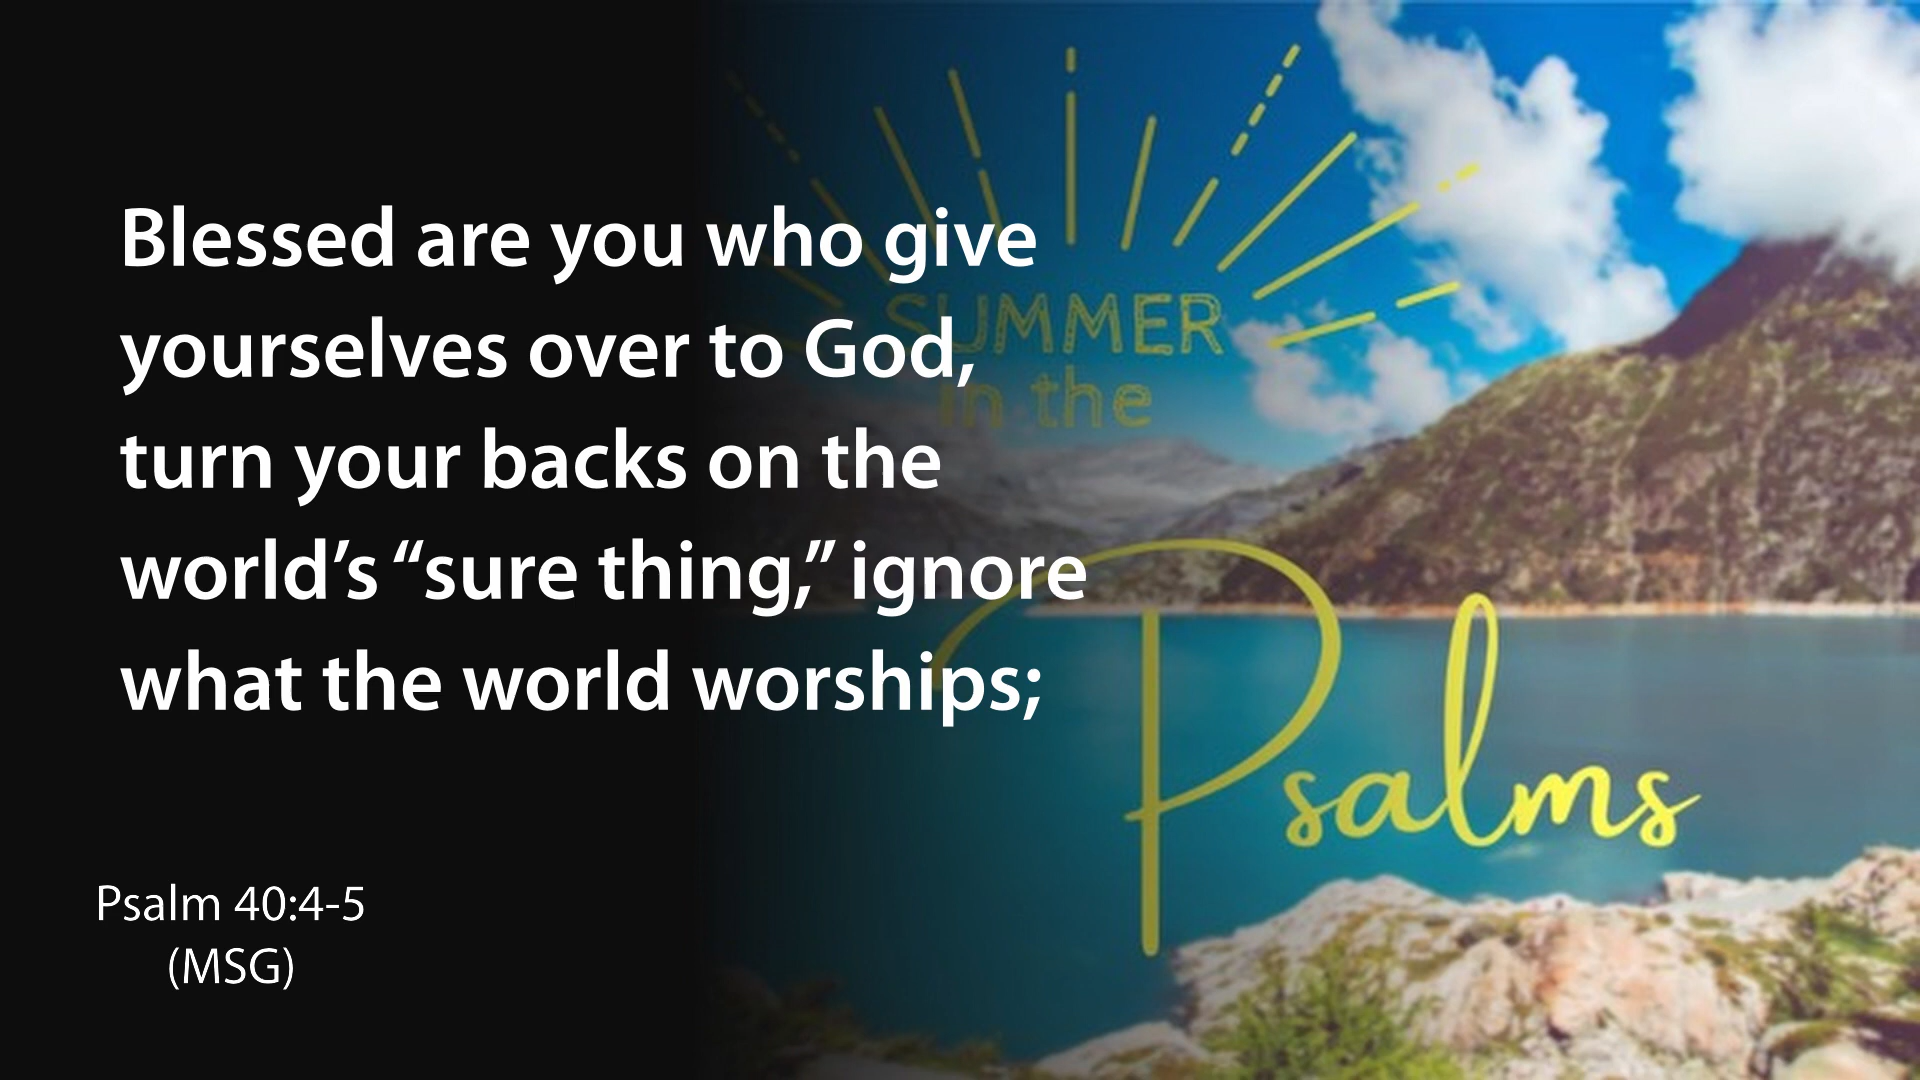 Blessed are you who give
yourselves over to God,
turn your backs on the
world’s “sure thing,” ignore
what the world worships;
Psalm 40:4-5
(MSG)
SUMMER
in the
Psalms